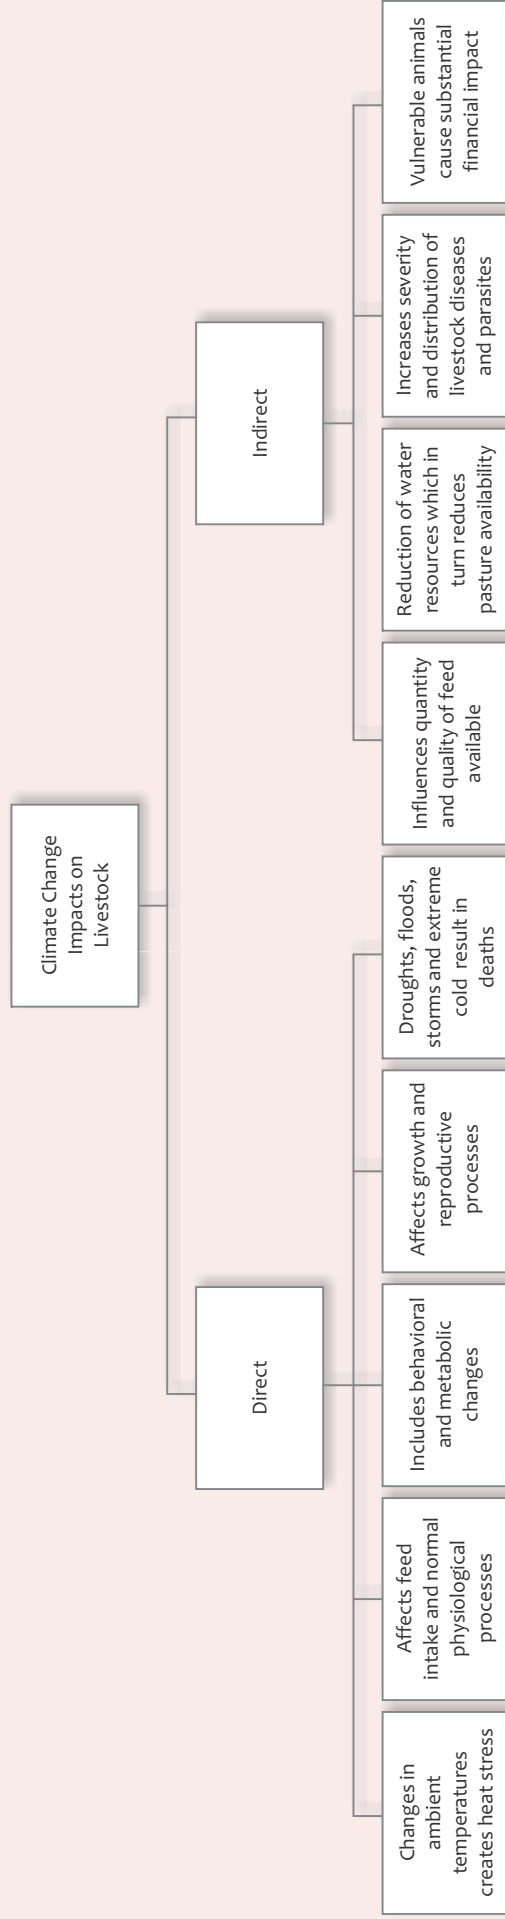 Climate Change
Impacts on
Livestock
Direct
Indirect
Changes in
ambient
temperatures
creates heat stress
Affects feed
intake and normal
physiological
processes
Includes behavioral
and metabolic
changes
Affects growth and
reproductive
processes
Droughts, floods,
storms and extreme
cold result in
deaths
Influences quantity
and quality of feed
available
Reduction of water
resources which in
turn reduces
pasture availability
Increases severity
and distribution of
livestock diseases
and parasites
Vulnerable animals
cause substantial
financial impact